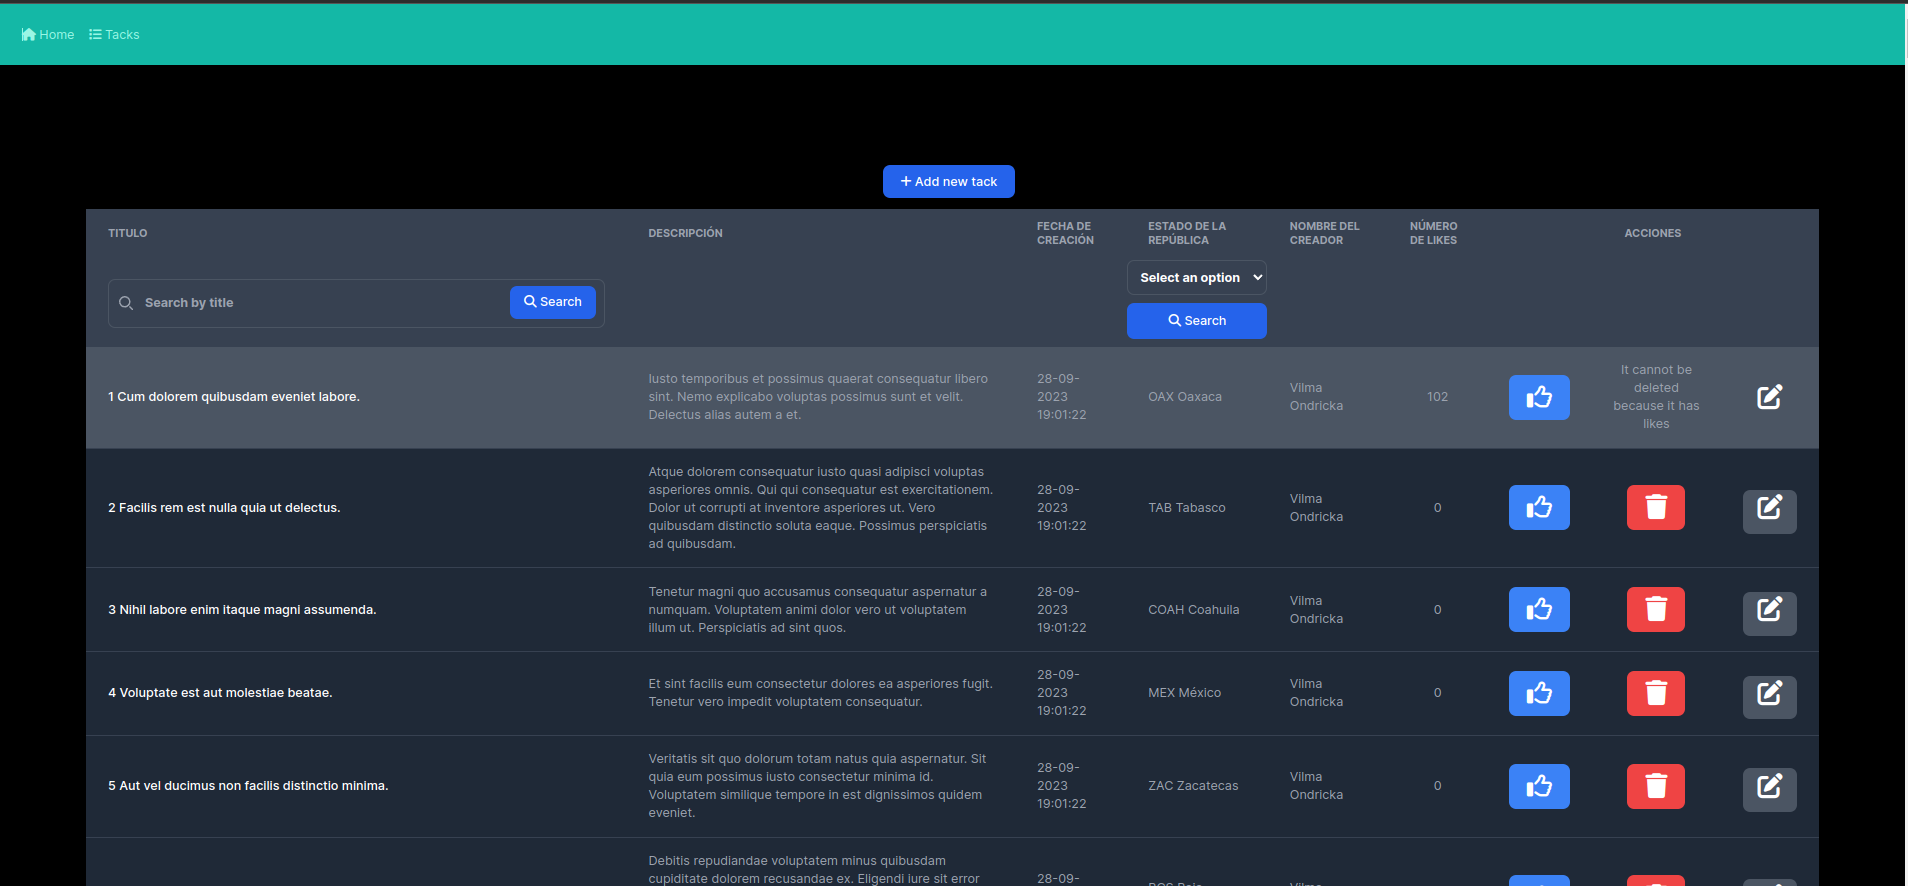 Home Tacks
+ Add new tack
TITULO
DESCRIPCIÓN
FECHA DE
CREACIÓN
ESTADO DE LA
REPÚBLICA
NOMBRE DEL
CREADOR
NÚMERO
DE LIKES
ACCIONES
Search by title
Search
Select an option
Search
1 Cum dolorem quibusdam eveniet labore.
Iusto temporibus et possimus quaerat consequatur libero
sint. Nemo explicabo voluptas possimus sunt et velit.
Delectus alias autem a et.
28-09-
2023
19:01:22
OAX Oaxaca
Vilma
Ondricka
102
It cannot be
deleted
because it has
likes
2 Facilis rem est nulla quia ut delectus.
Atque dolorem consequatur iusto quasi adipisci voluptas
asperiores omnis. Qui qui consequatur est exercitationem.
Dolor ut corrupti at inventore asperiores ut. Vero
quibusdam distinctio soluta eaque. Possimus perspiciatis
ad quibusdam.
28-09-
2023
19:01:22
TAB Tabasco
Vilma
Ondricka
0
3 Nihil labore enim itaque magni assumenda.
Tenetur magni quo accusamus consequatur aspernatur a
numquam. Voluptatem animi dolor vero ut voluptatem
illum ut. Perspiciatis ad sint quos.
28-09-
2023
19:01:22
COAH Coahuila
Vilma
Ondricka
0
4 Voluptate est aut molestiae beatae.
Et sint facilis eum consectetur dolores ea asperiores fugit.
Tenetur vero impedit voluptatem consequatur.
28-09-
2023
19:01:22
MEX México
Vilma
Ondricka
0
5 Aut vel ducimus non facilis distinctio minima.
Veritatis sit quo dolorum totam natus quia aspernatur. Sit
quia eum possimus iusto consectetur minima id.
Voluptatem similique tempore in est dignissimos quidem
eveniet.
28-09-
2023
19:01:22
ZAC Zacatecas
Vilma
Ondricka
0
Debitis repudiandae voluptatem minus quibusdam
cupiditate dolorem recusandae ex. Eligendi iure sit error
28-09-